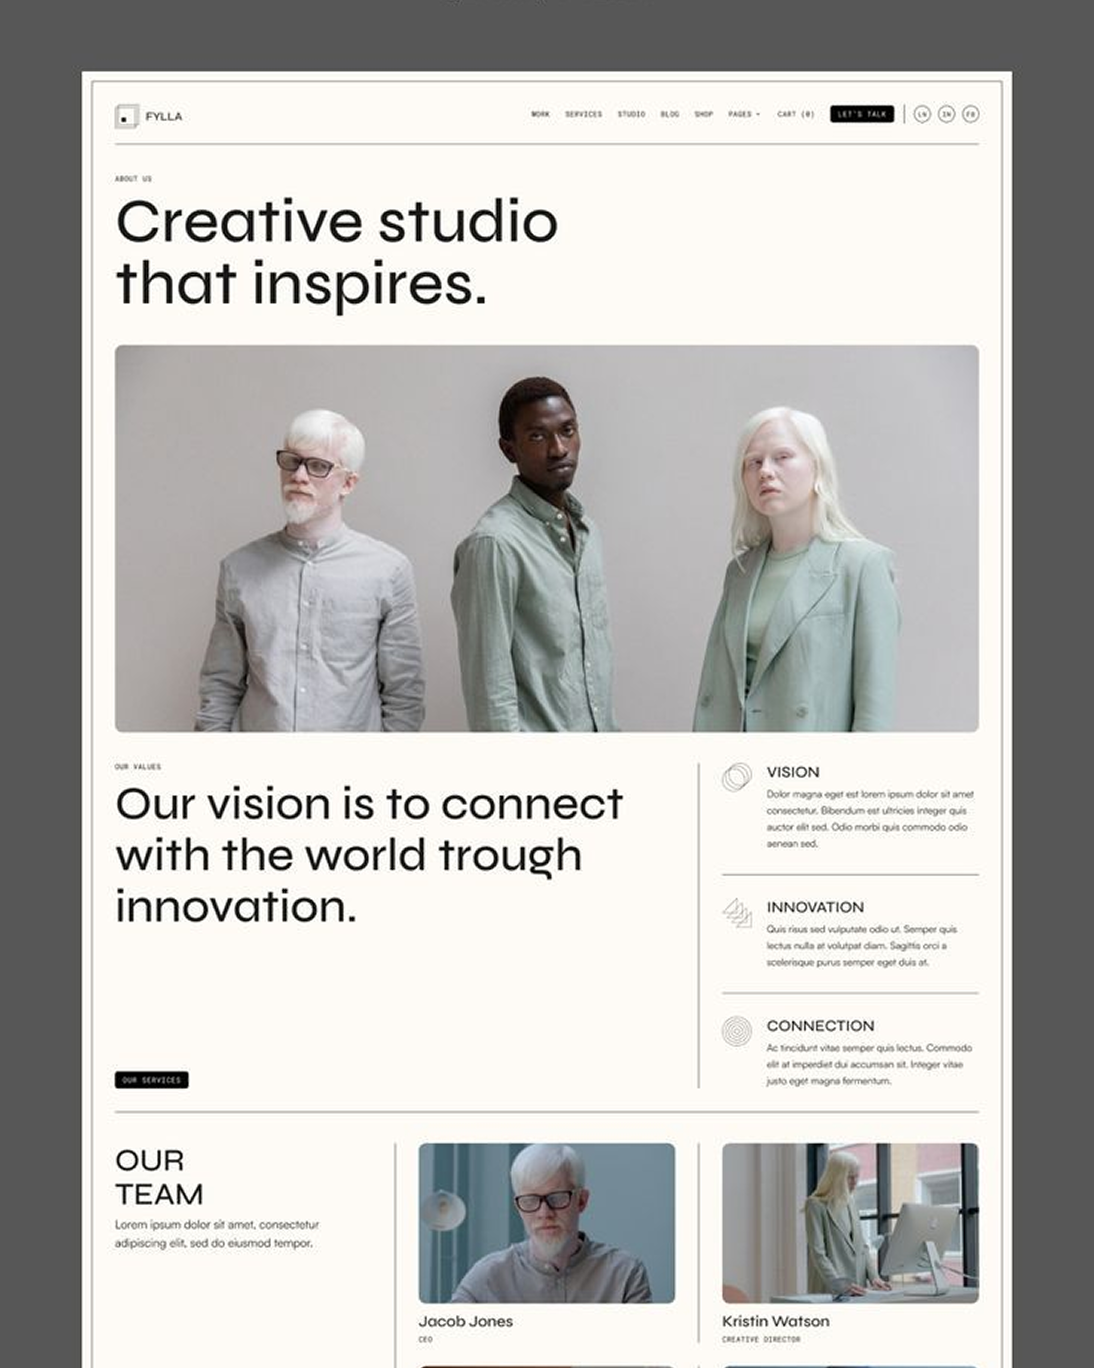 FYLLA
WORK SERVICES STUDIO BLOG SHOP PAGES CART (0) LET'S TALK LN IN FB
ABOUT US
Creative studio
that inspires.
OUR VALUES
Our vision is to connect
with the world trough
innovation.
OUR SERVICES
VISION
Dolor magna eget est lorem ipsum dolor sit amet
consectetur. Bibendum est ultricies integer quis
auctor elit sed. Odio morbi quis commodo odio
aenean sed.
INNOVATION
Quis risus sed vulputate odio ut. Semper quis
lectus nulla at volutpat diam. Sagittis orci a
scelerisque purus semper eget duis at.
CONNECTION
Ac tincidunt vitae semper quis lectus. Commodo
elit at imperdiet dui accumsan sit. Integer vitae
justo eget magna fermentum.
OUR
TEAM
Lorem ipsum dolor sit amet, consectetur
adipiscing elit, sed do eiusmod tempor.
Jacob Jones
CEO
Kristin Watson
CREATIVE DIRECTOR